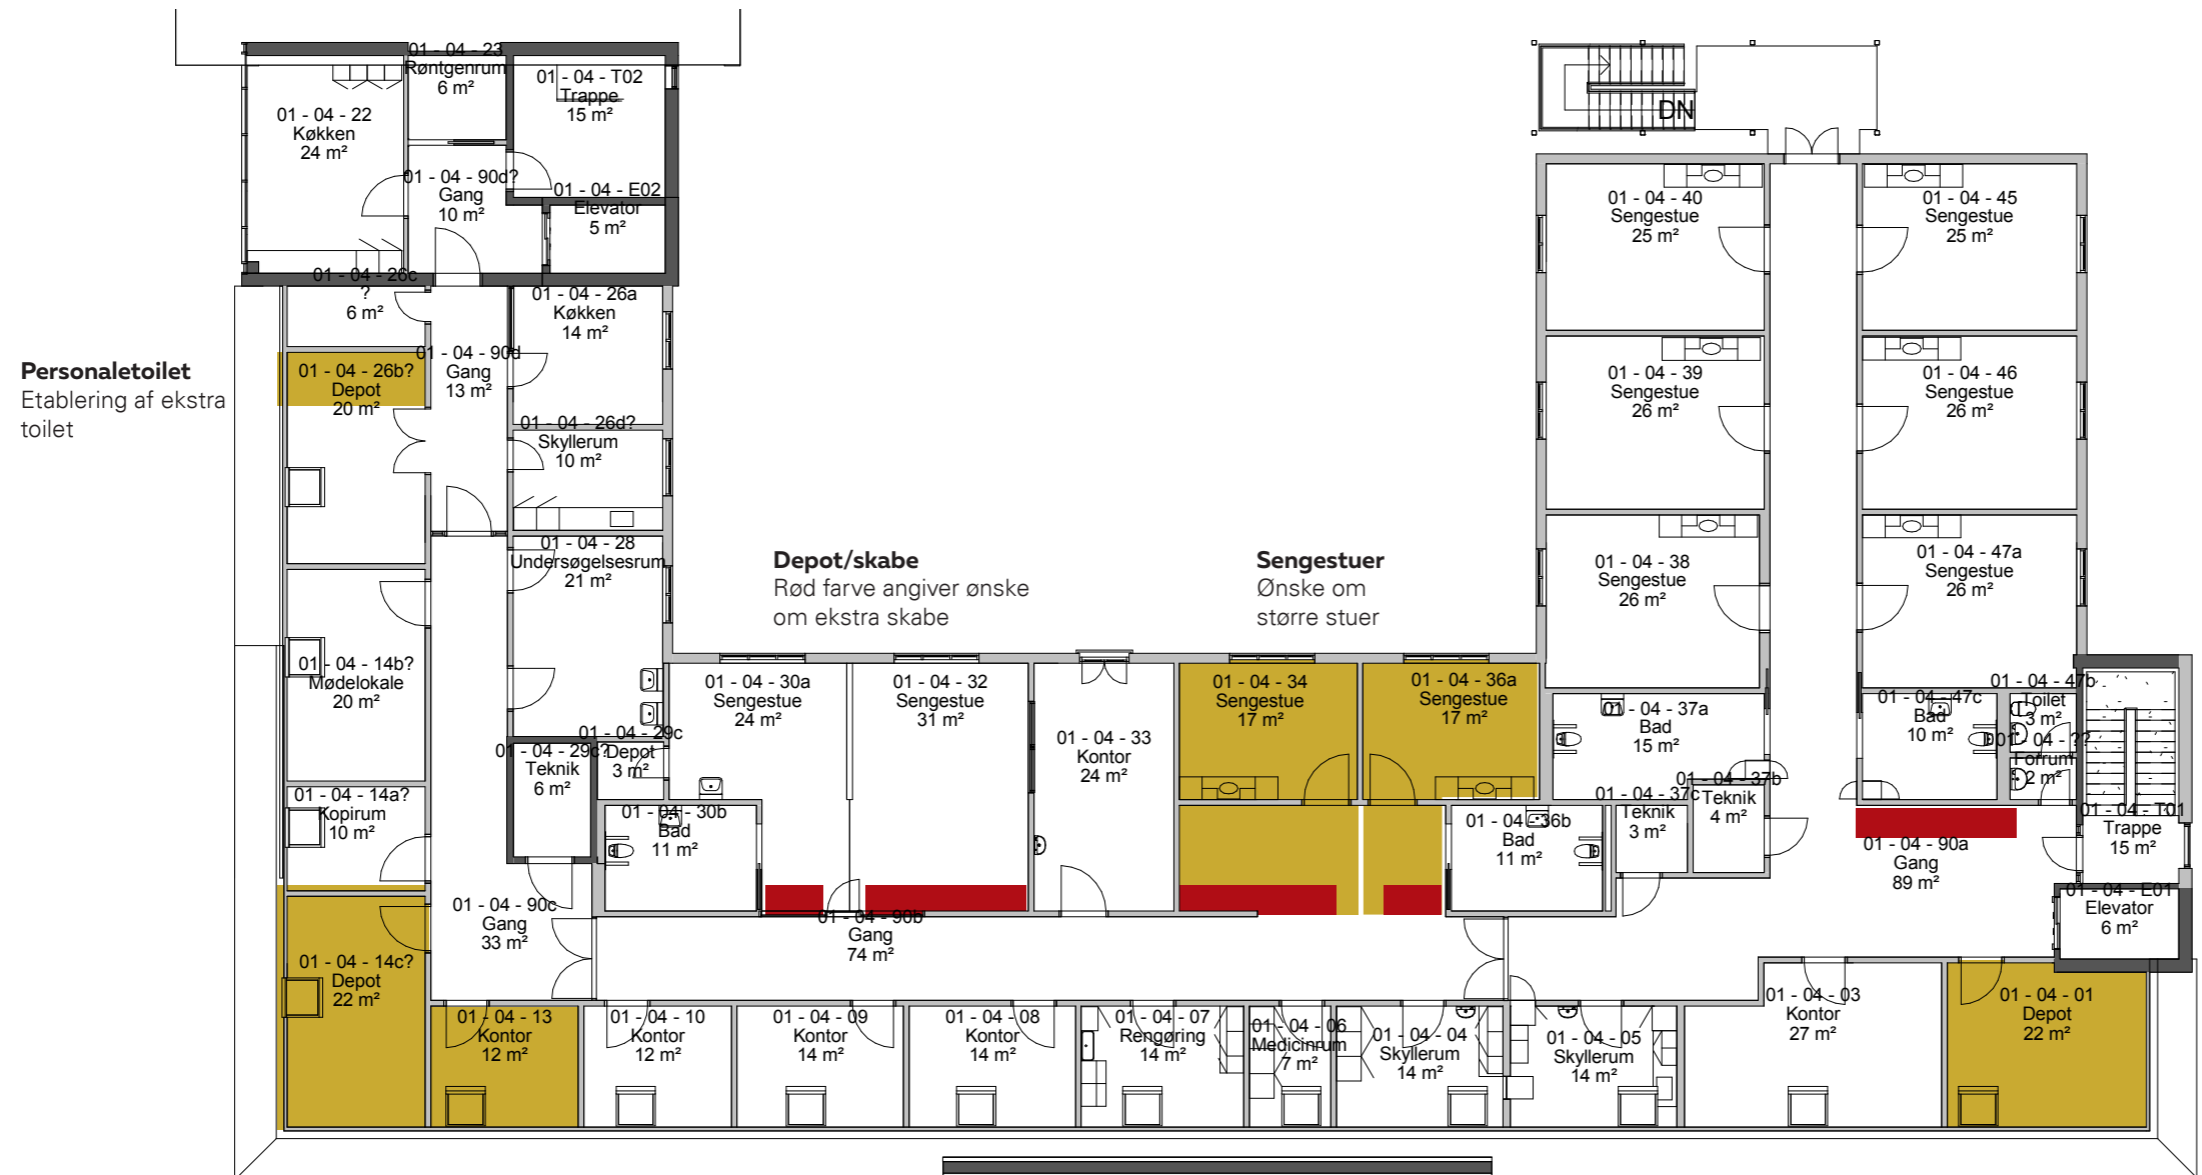 01 - 04 - 23
Røntgenrum
6 m²
01 - 04 - T02
Trappe
15 m²
01 - 04 - 22
Køkken
24 m²
01 - 04 - 90d?
Gang
10 m²
01 - 04 - E02
Elevator
5 m²
DN
01 - 04 - 40
Sengestue
25 m²
01 - 04 - 45
Sengestue
25 m²
01 - 04 - 26c
?
6 m²
01 - 04 - 26a
Køkken
14 m²
Personaletoilet
Etablering af ekstra
toilet
01 - 04 - 26b?
Depot
20 m²
01 - 04 - 90d
Gang
13 m²
01 - 04 - 39
Sengestue
26 m²
01 - 04 - 46
Sengestue
26 m²
01 - 04 - 26d?
Skyllerum
10 m²
01 - 04 - 28
Undersøgelsesrum
21 m²
Depot/skabe
Rød farve angiver ønske
om ekstra skabe
Sengestuer
Ønske om
større stuer
01 - 04 - 38
Sengestue
26 m²
01 - 04 - 47a
Sengestue
26 m²
01 - 04 - 14b?
Mødelokale
20 m²
01 - 04 - 30a
Sengestue
24 m²
01 - 04 - 32
Sengestue
31 m²
01 - 04 - 33
Kontor
24 m²
01 - 04 - 34
Sengestue
17 m²
01 - 04 - 36a
Sengestue
17 m²
01 - 04 - 37a
Bad
15 m²
01 - 04 - 47c
Bad
10 m²
01 - 04 - 47b
Toilet
3 m²
01 - 04 - ??
Forrum
2 m²
01 - 04 - 29c
Depot
3 m²
01 - 04 - 29c?
Teknik
6 m²
01 - 04 - 14a?
Kopirum
10 m²
01 - 04 - 30b
Bad
11 m²
01 - 04 - 36b
Bad
11 m²
01 - 04 - 37c
Teknik
3 m²
01 - 04 - 37b
Teknik
4 m²
01 - 04 - 90a
Gang
89 m²
01 - 04 - T01
Trappe
15 m²
01 - 04 - E01
Elevator
6 m²
01 - 04 - 90c
Gang
33 m²
01 - 04 - 90b
Gang
74 m²
01 - 04 - 14c?
Depot
22 m²
01 - 04 - 13
Kontor
12 m²
01 - 04 - 10
Kontor
12 m²
01 - 04 - 09
Kontor
14 m²
01 - 04 - 08
Kontor
14 m²
01 - 04 - 07
Rengøring
14 m²
01 - 04 - 06
Medicinrum
7 m²
01 - 04 - 04
Skyllerum
14 m²
01 - 04 - 05
Skyllerum
14 m²
01 - 04 - 03
Kontor
27 m²
01 - 04 - 01
Depot
22 m²